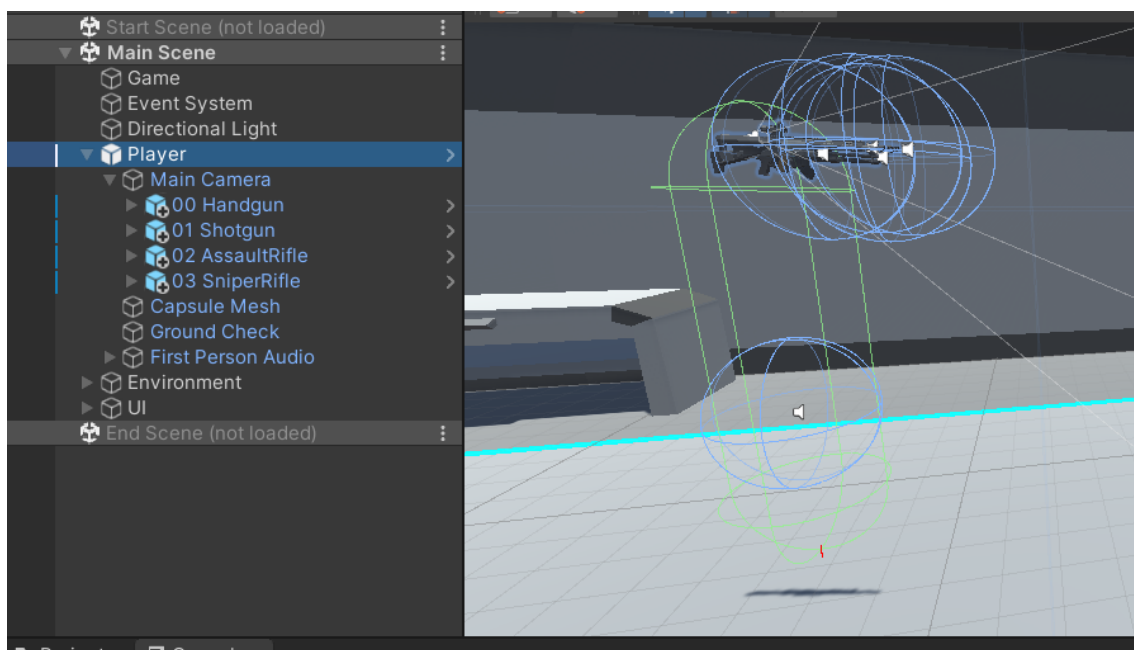 Start Scene (not loaded)
Main Scene
Game
Event System
Directional Light
Player
Main Camera
00 Handgun
01 Shotgun
02 AssaultRifle
03 SniperRifle
Capsule Mesh
Ground Check
First Person Audio
Environment
UI
End Scene (not loaded)